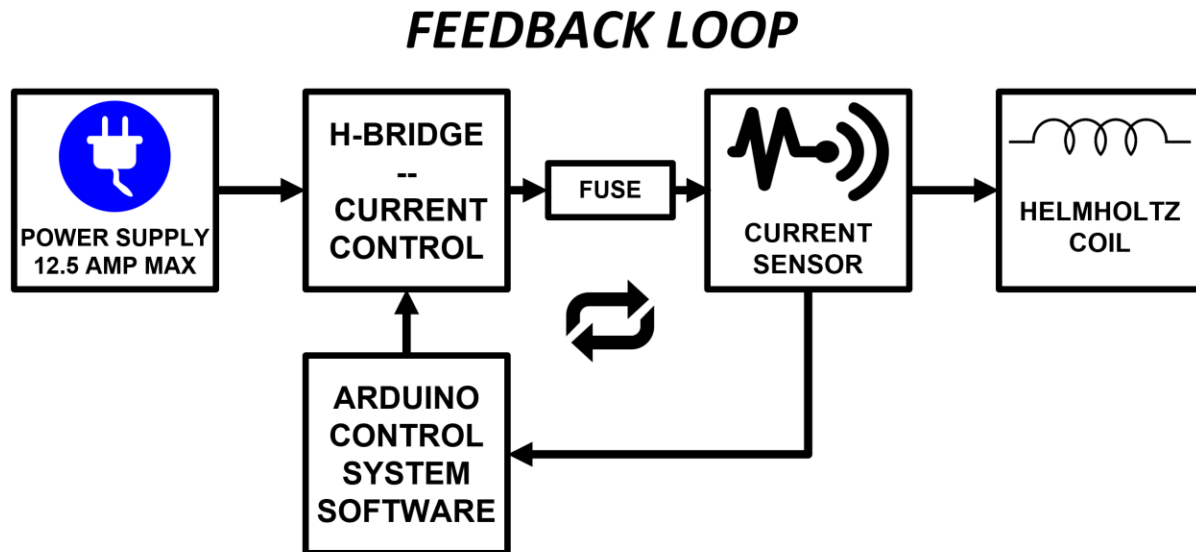 FEEDBACK LOOP
POWER SUPPLY
12.5 AMP MAX
H-BRIDGE
--
CURRENT
CONTROL
FUSE
CURRENT
SENSOR
HELMHOLTZ
COIL
ARDUINO
CONTROL
SYSTEM
SOFTWARE